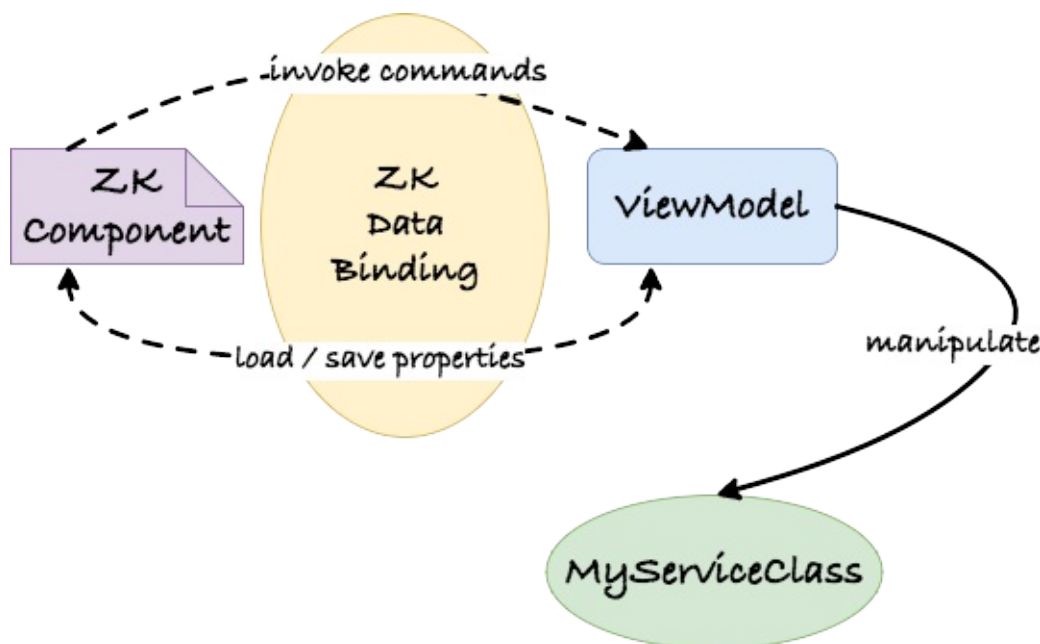 invoke commands
ZK
Component
ZK
Data
Binding
ViewModel
load / save properties
manipulate
MyServiceClass